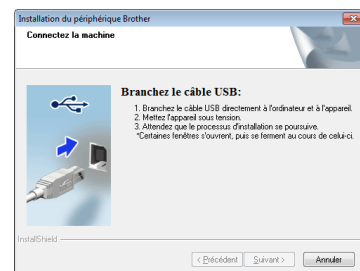 Installation du périphérique Brother
Connectez la machine
Branchez le câble USB:
1. Branchez le câble USB directement à l'ordinateur et à l'appareil.
2. Mettez l'appareil sous tension.
3. Attendez que le processus d'installation se poursuive.
*Certaines fenêtres s'ouvrent, puis se ferment au cours de celui-ci.
InstallShield
< Précédent Suivant > Annuler